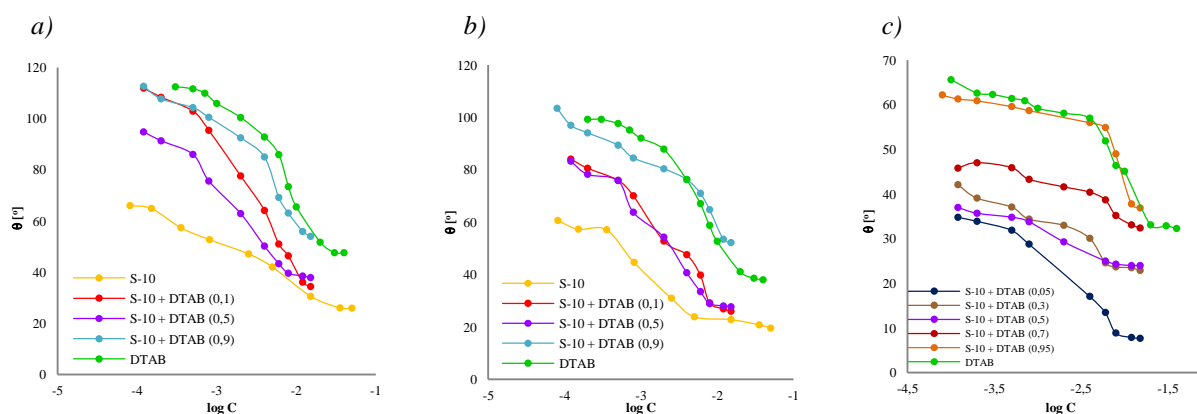 a)
120
100
80
60
40
20
0
θ [º]
S-10
S-10 + DTAB (0,1)
S-10 + DTAB (0,5)
S-10 + DTAB (0,9)
DTAB
-5
-4
-3
-2
-1
log C
b)
120
100
80
60
40
20
0
θ [º]
S-10
S-10 + DTAB (0,1)
S-10 + DTAB (0,5)
S-10 + DTAB (0,9)
DTAB
-5
-4
-3
-2
-1
log C
c)
70
60
50
40
30
20
10
0
θ [º]
S-10 + DTAB (0,05)
S-10 + DTAB (0,3)
S-10 + DTAB (0,5)
S-10 + DTAB (0,7)
S-10 + DTAB (0,95)
DTAB
-4,5
-3,5
-2,5
-1,5
log C